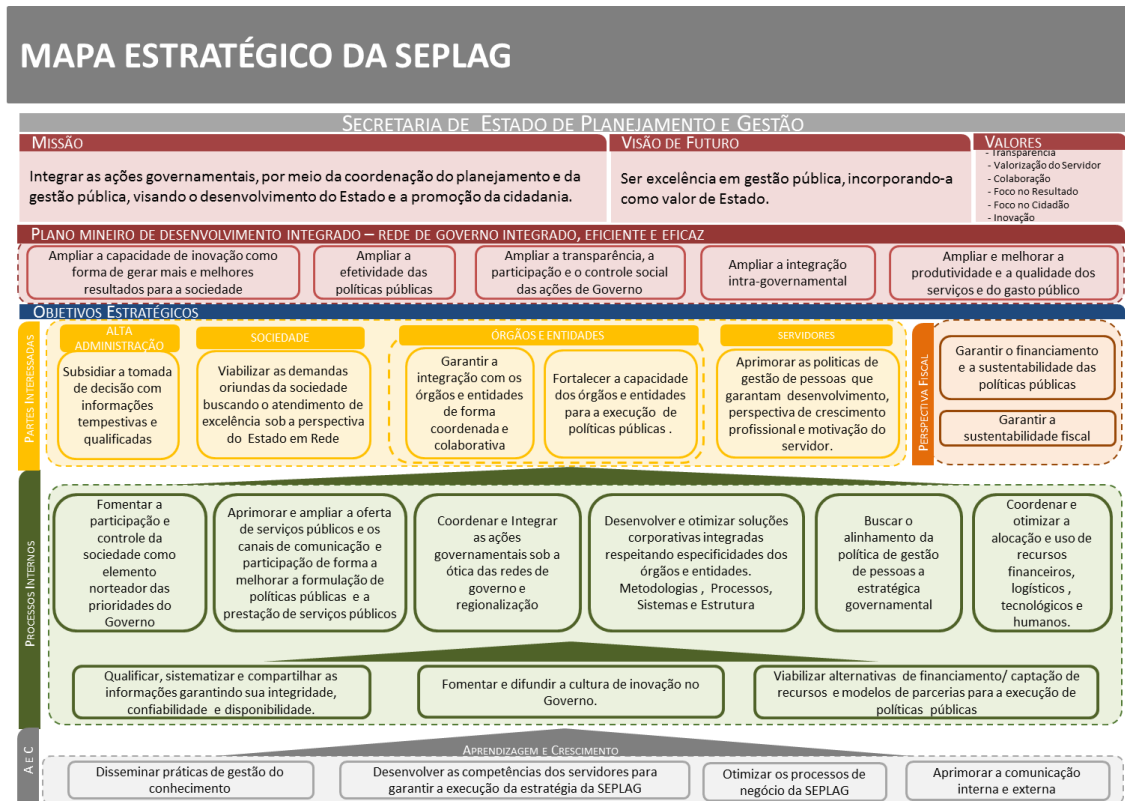 MAPA ESTRATÉGICO DA SEPLAG
SECRETARIA DE ESTADO DE PLANEJAMENTO E GESTÃO
MISSÃO
Integrar as ações governamentais, por meio da coordenação do planejamento e da
gestão pública, visando o desenvolvimento do Estado e a promoção da cidadania.
VISÃO DE FUTURO
Ser excelência em gestão pública, incorporando-a
como valor de Estado.
VALORES
- Transparência
- Valorização do Servidor
- Colaboração
- Foco no Resultado
- Foco no Cidadão
- Inovação
PLANO MINEIRO DE DESENVOLVIMENTO INTEGRADO – REDE DE GOVERNO INTEGRADO, EFICIENTE E EFICAZ
Ampliar a capacidade de inovação como
forma de gerar mais e melhores
resultados para a sociedade
Ampliar a
efetividade das
políticas públicas
Ampliar a transparência, a
participação e o controle social
das ações de Governo
Ampliar a integração
intra-governamental
Ampliar e melhorar a
produtividade e a qualidade dos
serviços e do gasto público
OBJETIVOS ESTRATÉGICOS
PARTES INTERESSADAS
ALTA
ADMINISTRAÇÃO
Subsidiar a tomada
de decisão com
informações
tempestivas e
qualificadas
SOCIEDADE
Viabilizar as demandas
oriundas da sociedade
buscando o atendimento de
excelência sob a perspectiva
do Estado em Rede
ÓRGÃOS E ENTIDADES
Garantir a
integração com os
órgãos e entidades
de forma
coordenada e
colaborativa
Fortalecer a capacidade
dos órgãos e entidades
para a execução de
políticas públicas .
SERVIDORES
Aprimorar as politicas de
gestão de pessoas que
garantam desenvolvimento,
perspectiva de crescimento
profissional e motivação do
servidor.
PERSPECTIVA FISCAL
Garantir o financiamento
e a sustentabilidade das
políticas públicas
Garantir a
sustentabilidade fiscal
PROCESSOS INTERNOS
Fomentar a
participação e
controle da
sociedade como
elemento
norteador das
prioridades do
Governo
Aprimorar e ampliar a oferta
de serviços públicos e os
canais de comunicação e
participação de forma a
melhorar a formulação de
políticas públicas e a
prestação de serviços públicos
Coordenar e Integrar
as ações
governamentais sob a
ótica das redes de
governo e
regionalização
Desenvolver e otimizar soluções
corporativas integradas
respeitando especificidades dos
órgãos e entidades.
Metodologias , Processos,
Sistemas e Estrutura
Buscar o
alinhamento da
política de gestão
de pessoas a
estratégica
governamental
Coordenar e
otimizar a
alocação e uso de
recursos
financeiros,
logísticos ,
tecnológicos e
humanos.
Qualificar, sistematizar e compartilhar as
informações garantindo sua integridade,
confiabilidade e disponibilidade.
Fomentar e difundir a cultura de inovação no
Governo.
Viabilizar alternativas de financiamento/ captação de
recursos e modelos de parcerias para a execução de
políticas públicas
A E C
APRENDIZAGEM E CRESCIMENTO
Disseminar práticas de gestão do
conhecimento
Desenvolver as competências dos servidores para
garantir a execução da estratégia da SEPLAG
Otimizar os processos de
negócio da SEPLAG
Aprimorar a comunicação
interna e externa